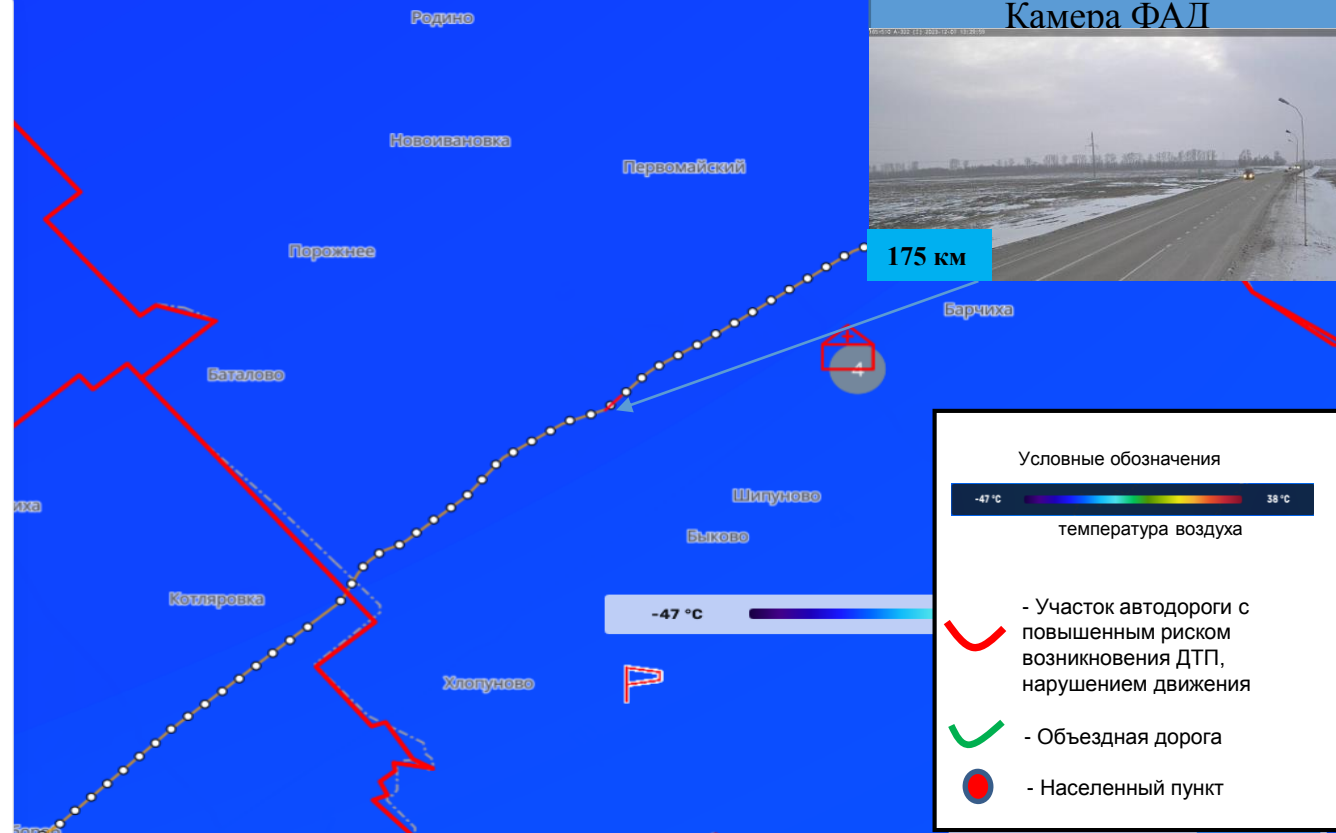 Родино
Камера ФАД
Новоивановка
Первомайский
Порожнее
175 км
Барчиха
Баталово
4
Условные обозначения
-47 °C
38 °C
температура воздуха
иха
Шипуново
Быково
Котляровка
-47 °C
- Участок автодороги с
повышенным риском
возникновения ДТП,
нарушением движения
Хлопуново
- Объездная дорога
- Населенный пункт